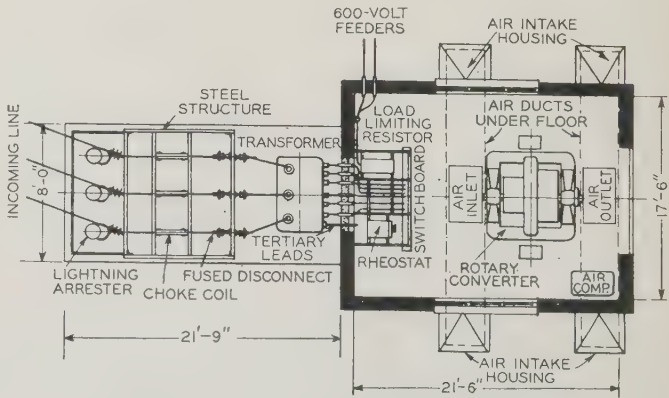 600-VOLT
FEEDERS
AIR INTAKE
HOUSING
STEEL
STRUCTURE
LOAD
LIMITING
RESISTOR
AIR DUCTS
UNDER FLOOR
TRANSFORMER
INCOMING LINE
8'-0"
SWITCHBOARD
AIR
INLET
AIR
OUTLET
17'-6"
TERTIARY
LEADS
RHEOSTAT
ROTARY
CONVERTER
AIR
COMP.
LIGHTNING
ARRESTER
FUSED DISCONNECT
CHOKE COIL
21'-9"
AIR INTAKE
HOUSING
21'-6"